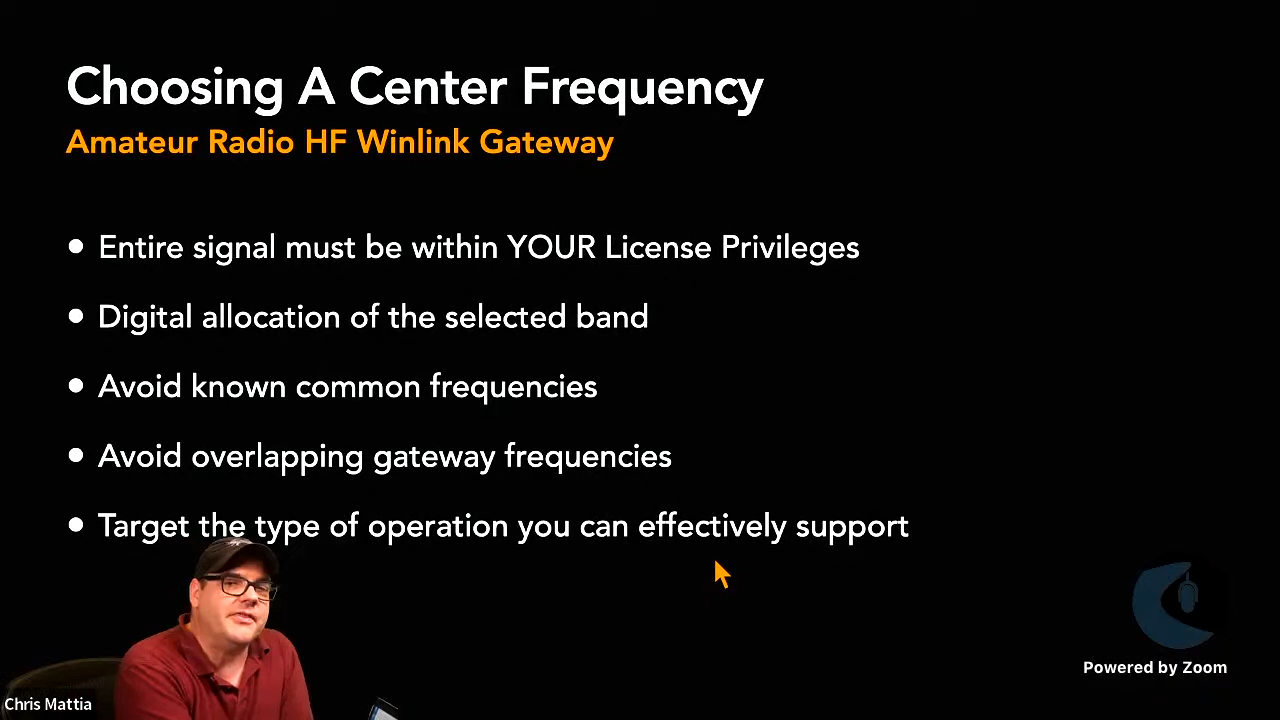 Choosing A Center Frequency
Amateur Radio HF Winlink Gateway
• Entire signal must be within YOUR License Privileges
• Digital allocation of the selected band
• Avoid known common frequencies
• Avoid overlapping gateway frequencies
• Target the type of operation you can effectively support
Powered by Zoom
Chris Mattia